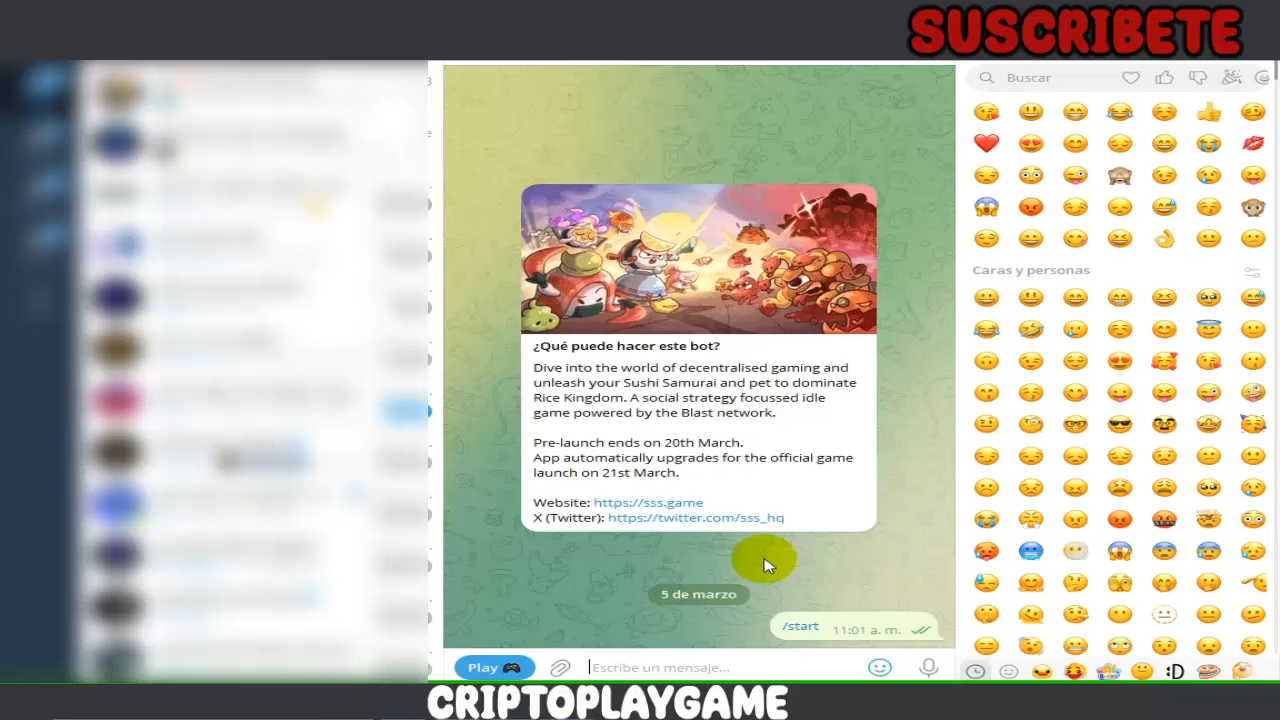 SUSCRIBETE
Buscar
Caras y personas
¿Qué puede hacer este bot?
Dive into the world of decentralised gaming and
unleash your Sushi Samurai and pet to dominate
Rice Kingdom. A social strategy focussed idle
game powered by the Blast network.
Pre-launch ends on 20th March.
App automatically upgrades for the official game
launch on 21st March.
Website: https://sss.game
X (Twitter): https://twitter.com/sss_hq
5 de marzo
/start 11:01 a. m.
Play
Escribe un mensaje...
CRIPTOPLAYGAME